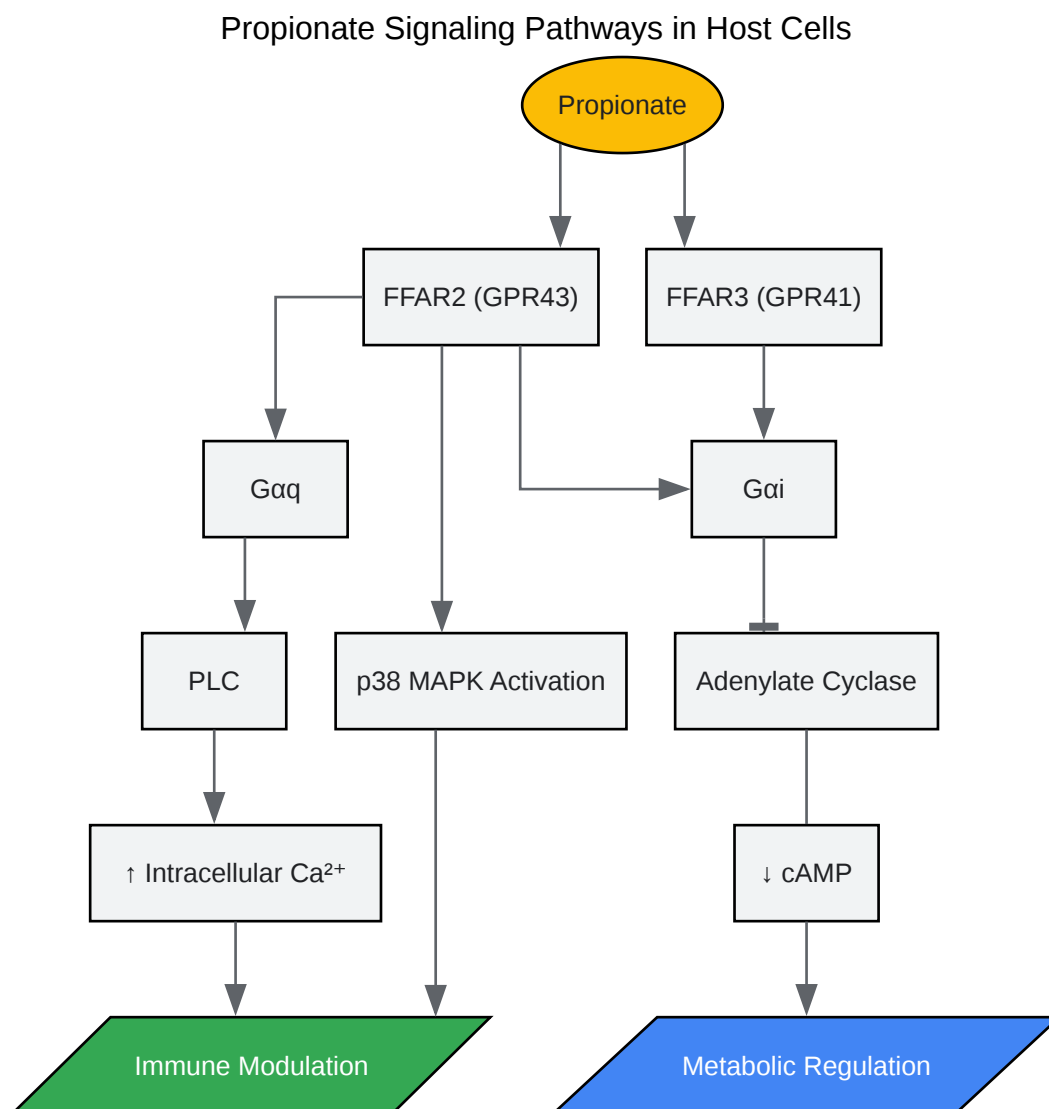 Propionate Signaling Pathways in Host Cells
Propionate
FFAR2 (GPR43)
FFAR3 (GPR41)
Gαq
Gαi
PLC
p38 MAPK Activation
Adenylate Cyclase
↑ Intracellular Ca²⁺
↓ cAMP
Immune Modulation
Metabolic Regulation